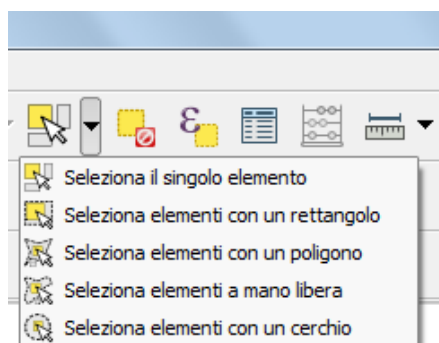 ε
Seleziona il singolo elemento
Seleziona elementi con un rettangolo
Seleziona elementi con un poligono
Seleziona elementi a mano libera
Seleziona elementi con un cerchio